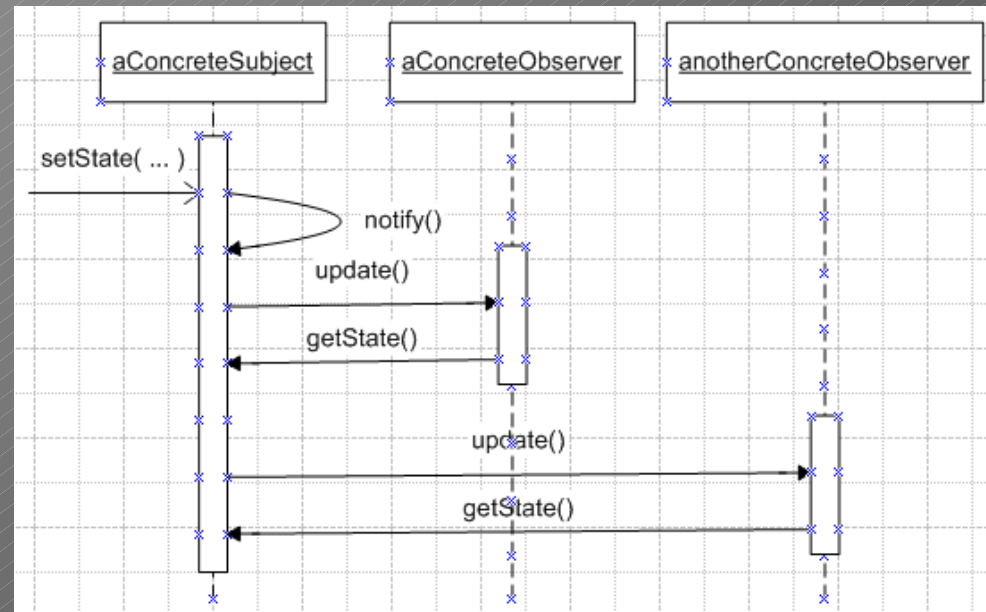 aConcreteSubject
aConcreteObserver
anotherConcreteObserver
setState( ... )
notify()
update()
getState()
update()
getState()